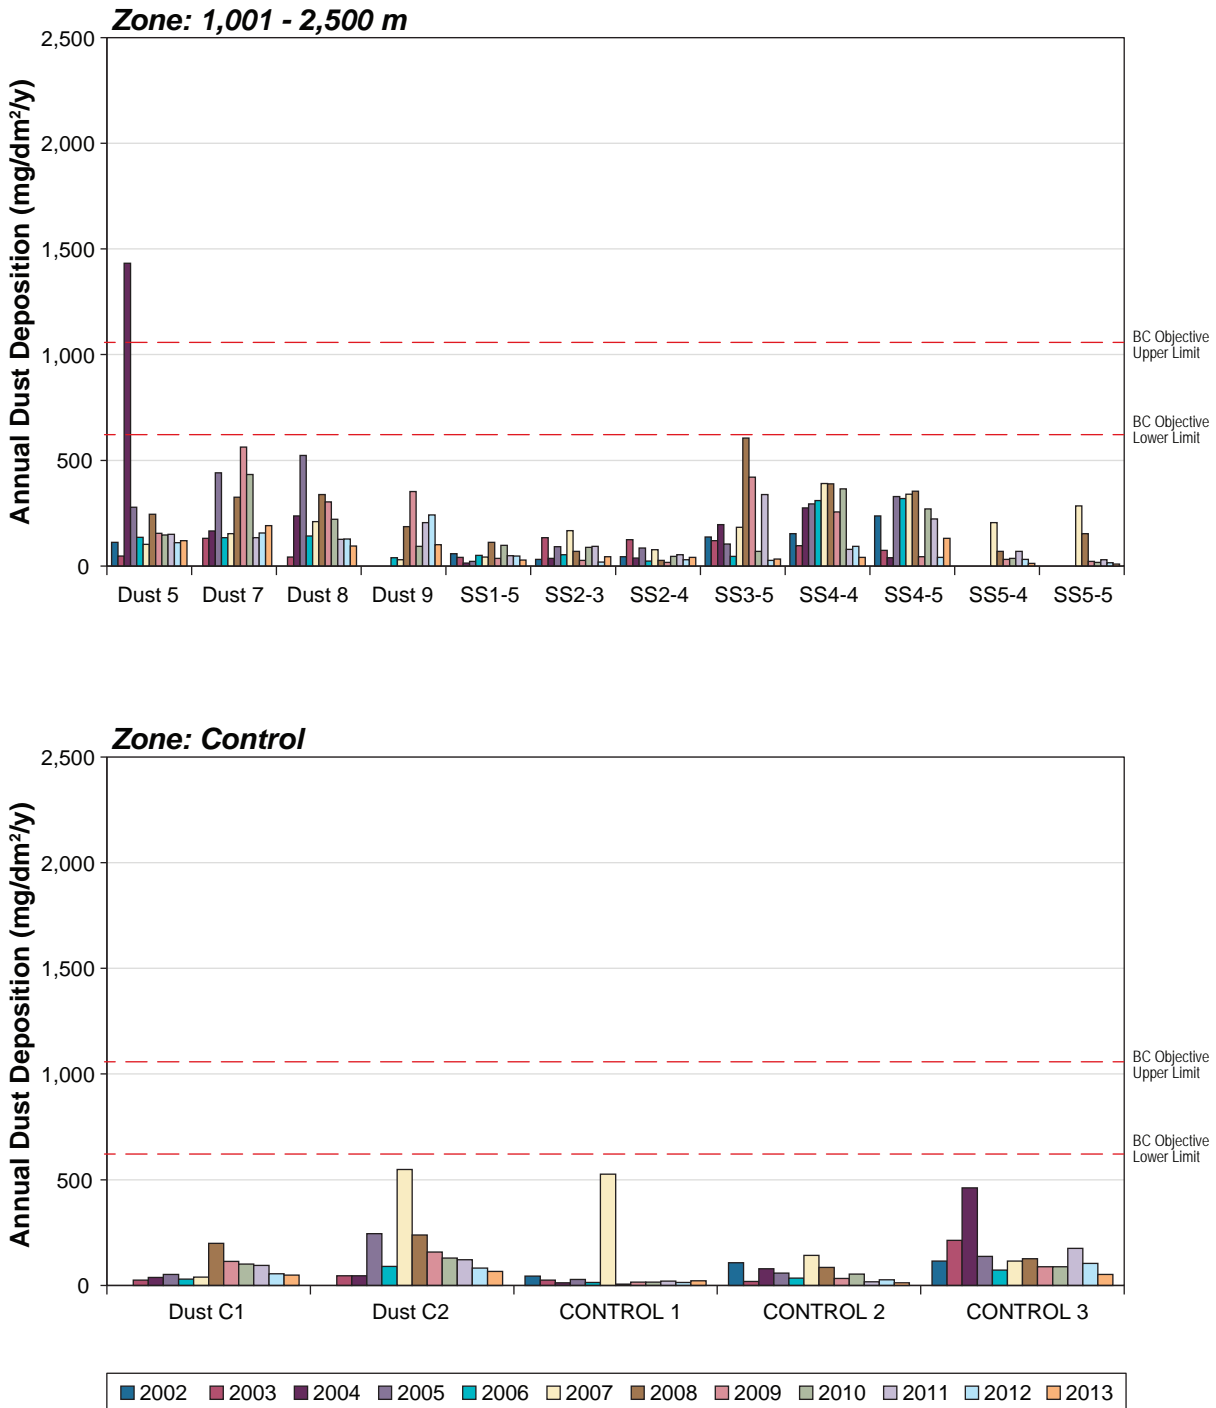 Zone: 1,001 - 2,500 m
Annual Dust Deposition (mg/dm²/y)
2,500
2,000
1,500
1,000
500
0
BC Objective
Upper Limit
BC Objective
Lower Limit
Dust 5 Dust 7 Dust 8 Dust 9 SS1-5 SS2-3 SS2-4 SS3-5 SS4-4 SS4-5 SS5-4 SS5-5
Zone: Control
Annual Dust Deposition (mg/dm²/y)
2,500
2,000
1,500
1,000
500
0
BC Objective
Upper Limit
BC Objective
Lower Limit
Dust C1 Dust C2 CONTROL 1 CONTROL 2 CONTROL 3
2002 2003 2004 2005 2006 2007 2008 2009 2010 2011 2012 2013